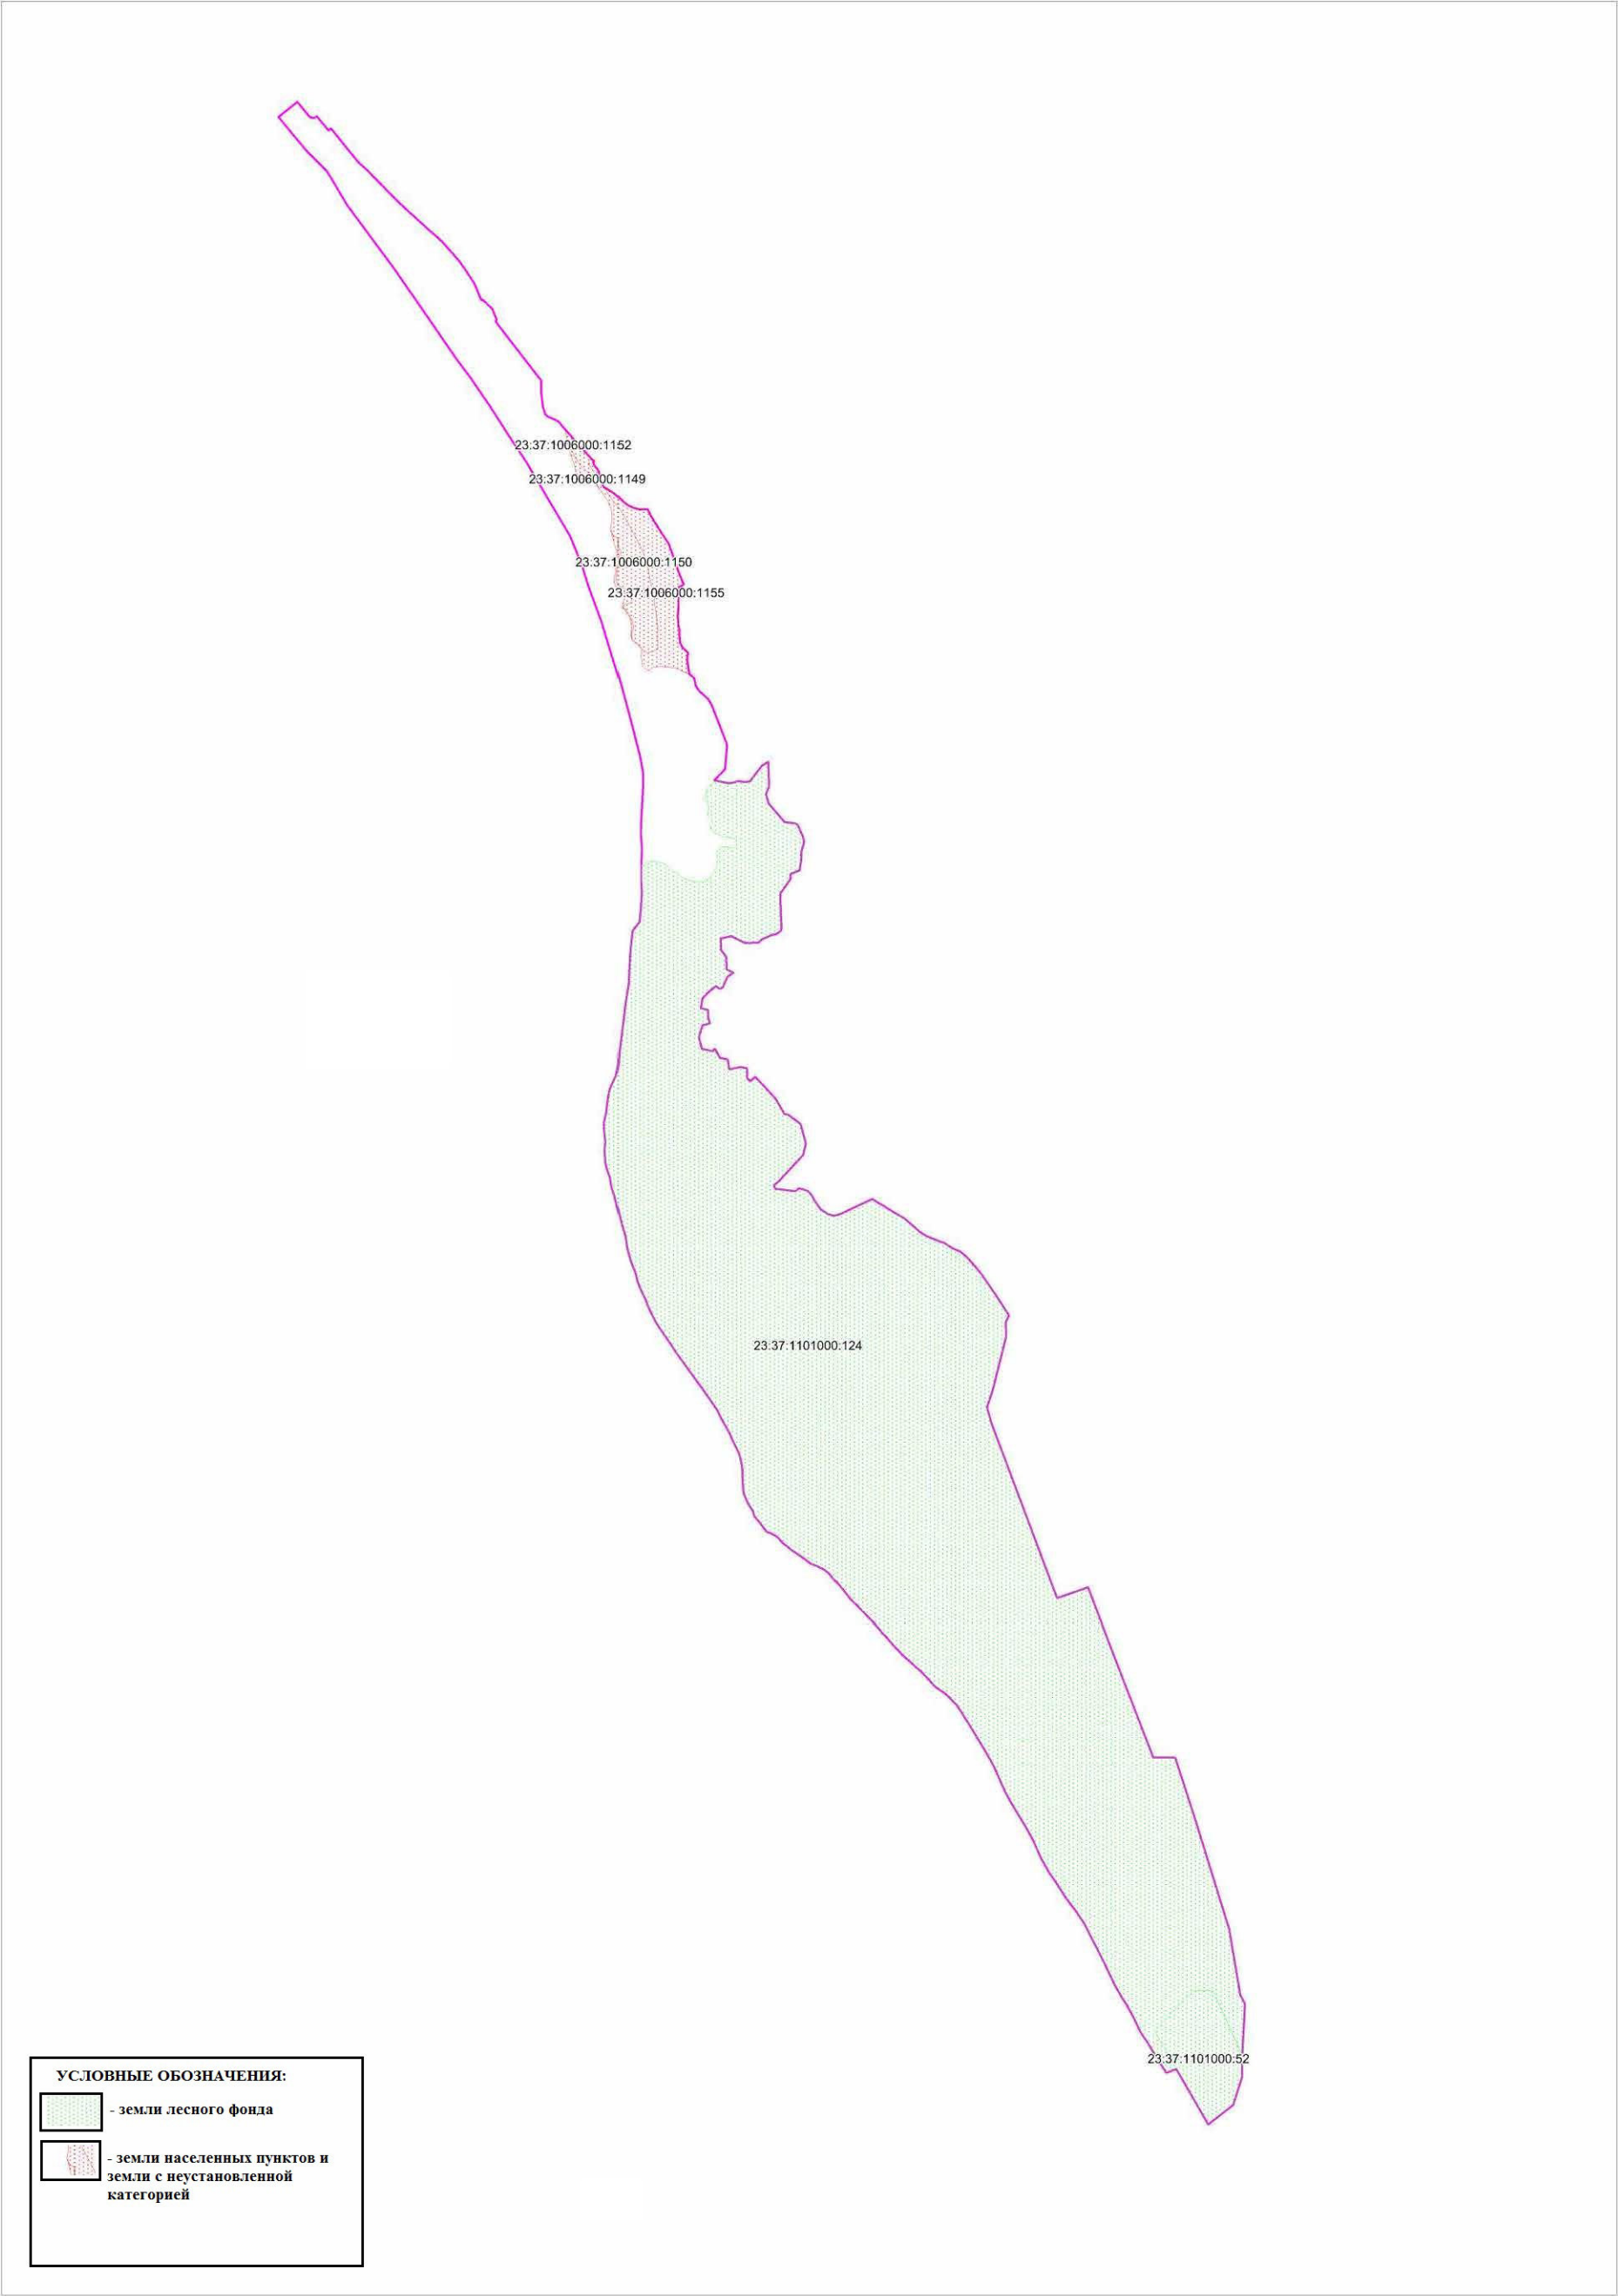 23:37:1006000:1152
23:37:1006000:1149
23:37:1006000:1150
23:37:1006000:1155
23:37:1101000:124
23:37:1101000:52
УСЛОВНЫЕ ОБОЗНАЧЕНИЯ:
- земли лесного фонда
- земли населенных пунктов и
земли с неустановленной
категорией